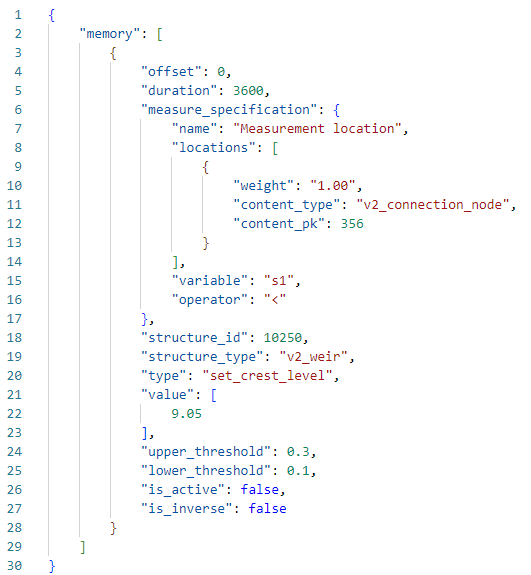 1 {
2     "memory": [
3         {
4             "offset": 0,
5             "duration": 3600,
6             "measure_specification": {
7                 "name": "Measurement location",
8                 "locations": [
9                     {
10                         "weight": "1.00",
11                         "content_type": "v2_connection_node",
12                         "content_pk": 356
13                     }
14                 ],
15                 "variable": "s1",
16                 "operator": "<"
17             },
18             "structure_id": 10250,
19             "structure_type": "v2_weir",
20             "type": "set_crest_level",
21             "value": [
22                 9.05
23             ],
24             "upper_threshold": 0.3,
25             "lower_threshold": 0.1,
26             "is_active": false,
27             "is_inverse": false
28         }
29     ]
30 }